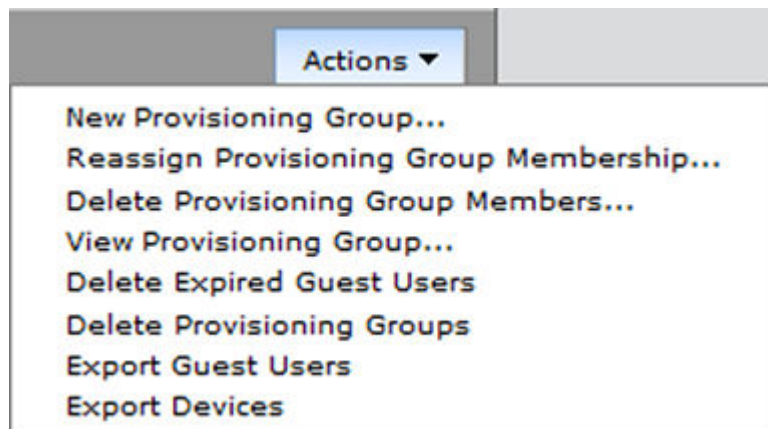 Actions ▼
New Provisioning Group...
Reassign Provisioning Group Membership...
Delete Provisioning Group Members...
View Provisioning Group...
Delete Expired Guest Users
Delete Provisioning Groups
Export Guest Users
Export Devices